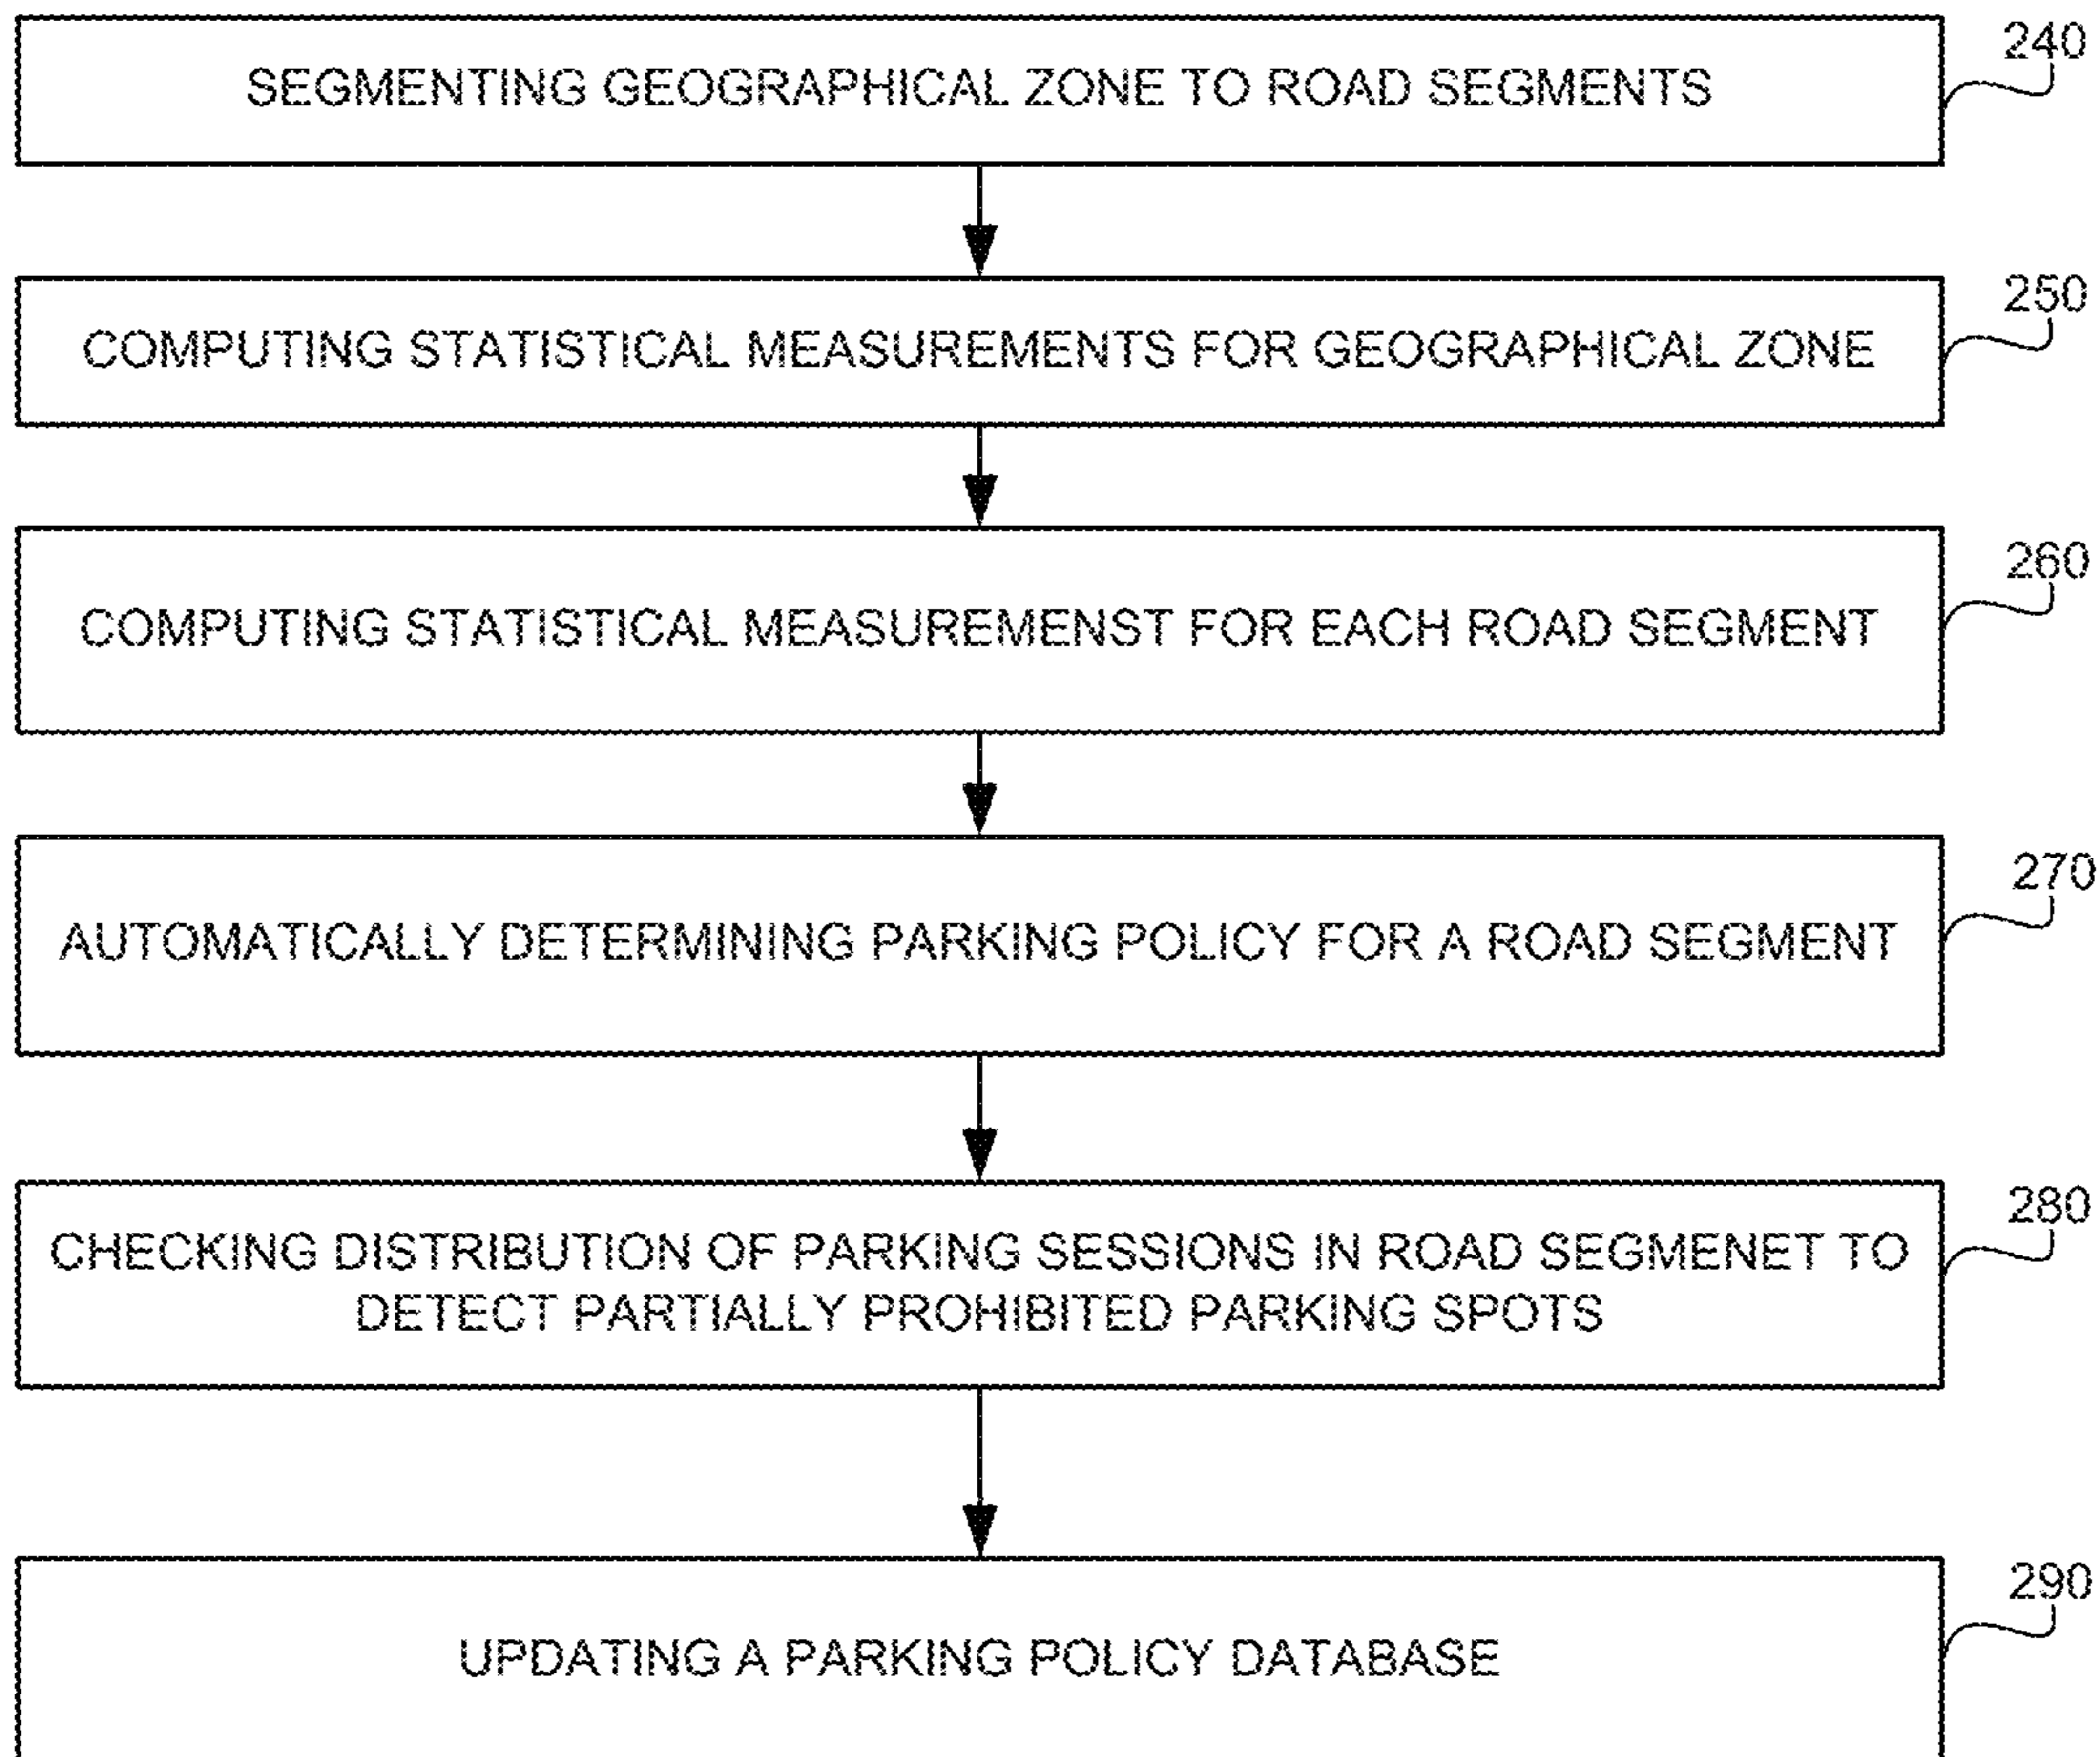 240
SEGMENTING GEOGRAPHICAL ZONE TO ROAD SEGMENTS
250
COMPUTING STATISTICAL MEASUREMENTS FOR GEOGRAPHICAL ZONE
260
COMPUTING STATISTICAL MEASUREMENST FOR EACH ROAD SEGMENT
270
AUTOMATICALLY DETERMINING PARKING POLICY FOR A ROAD SEGMENT
280
CHECKING DISTRIBUTION OF PARKING SESSIONS IN ROAD SEGMENET TO
DETECT PARTIALLY PROHIBITED PARKING SPOTS
290
UPDATING A PARKING POLICY DATABASE